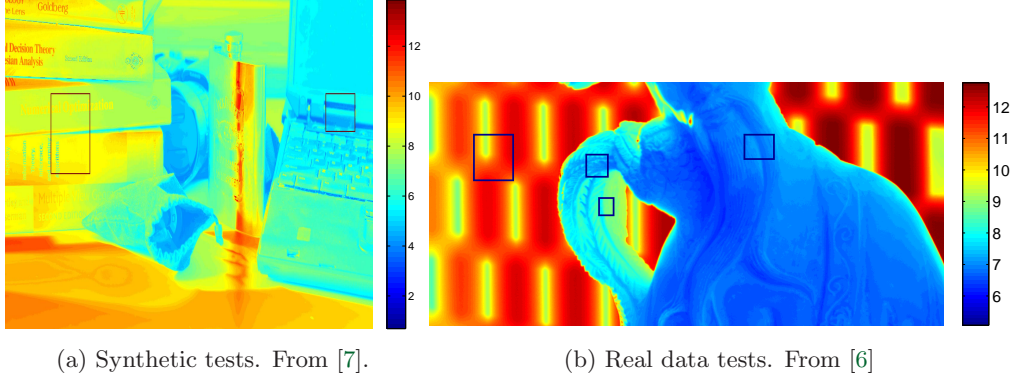 Goldberg
Decision Theory
sian Analysis
12
10
8
6
4
2
12
11
10
9
8
7
6
(a) Synthetic tests. From [7].
(b) Real data tests. From [6]